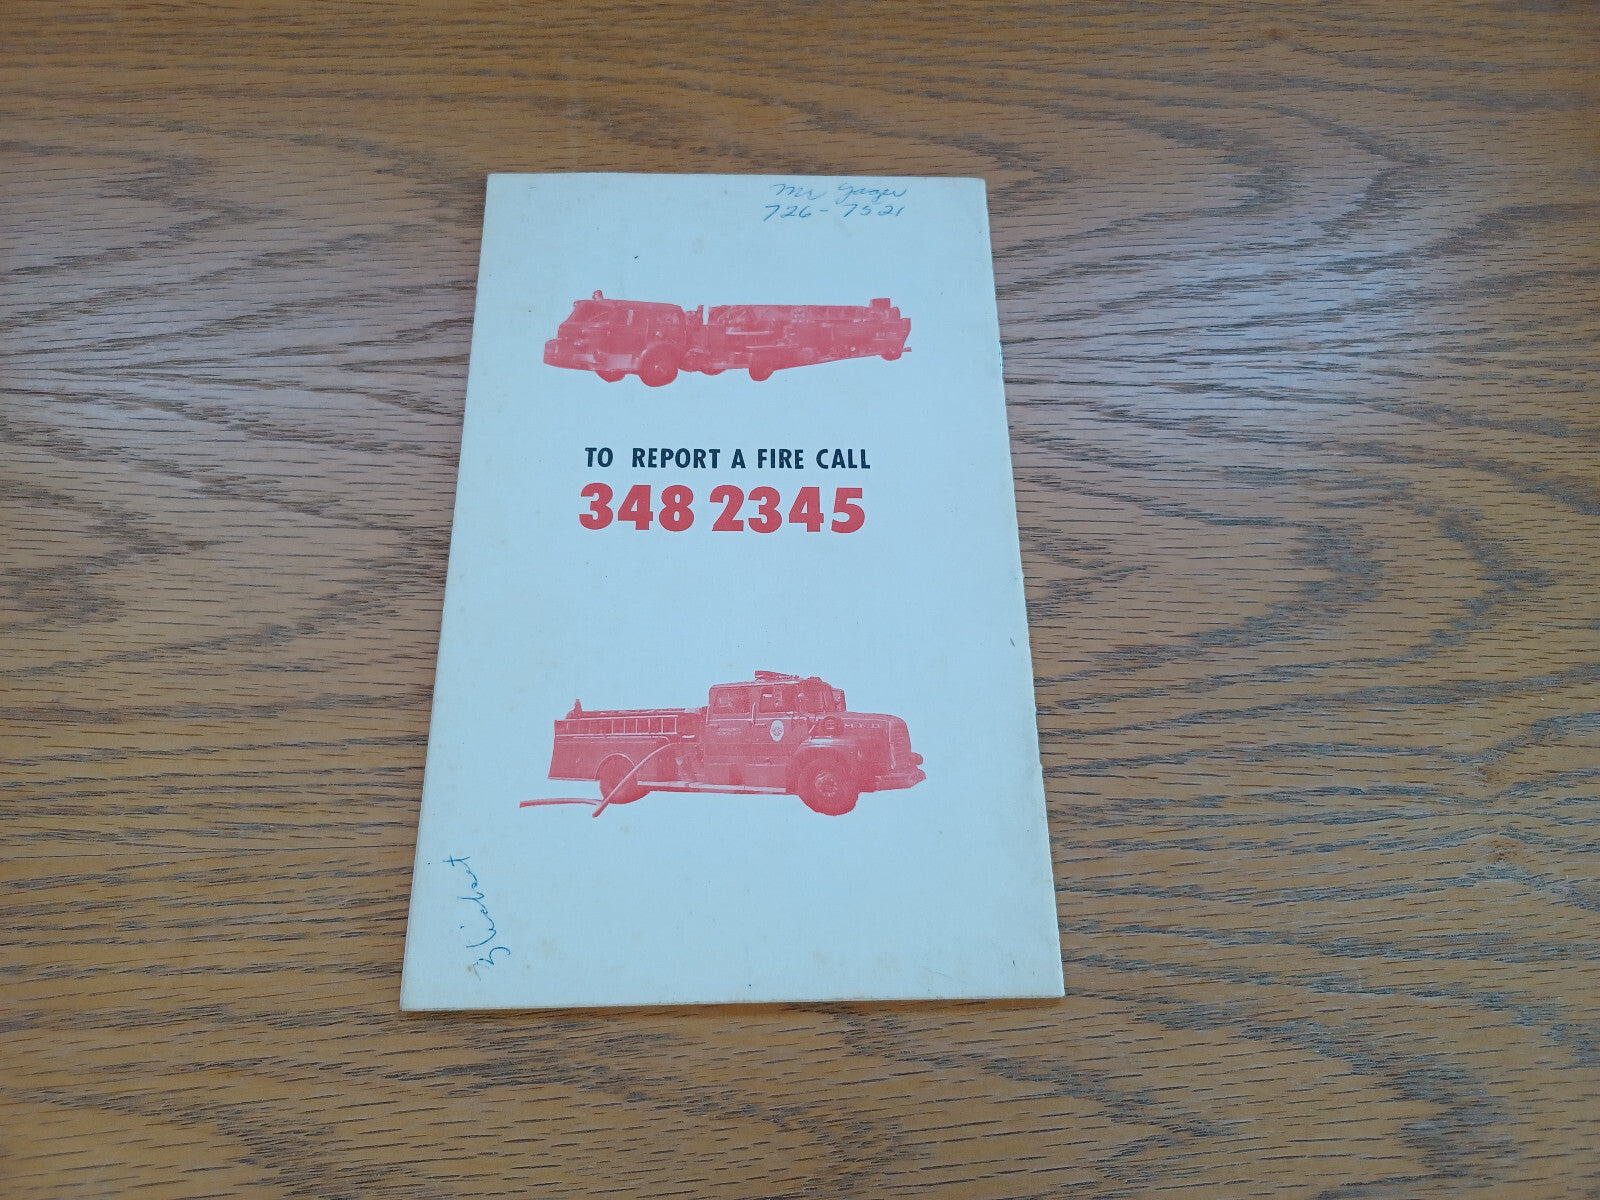 Mr Yager
726-7521
TO REPORT A FIRE CALL
348 2345
M.F.D